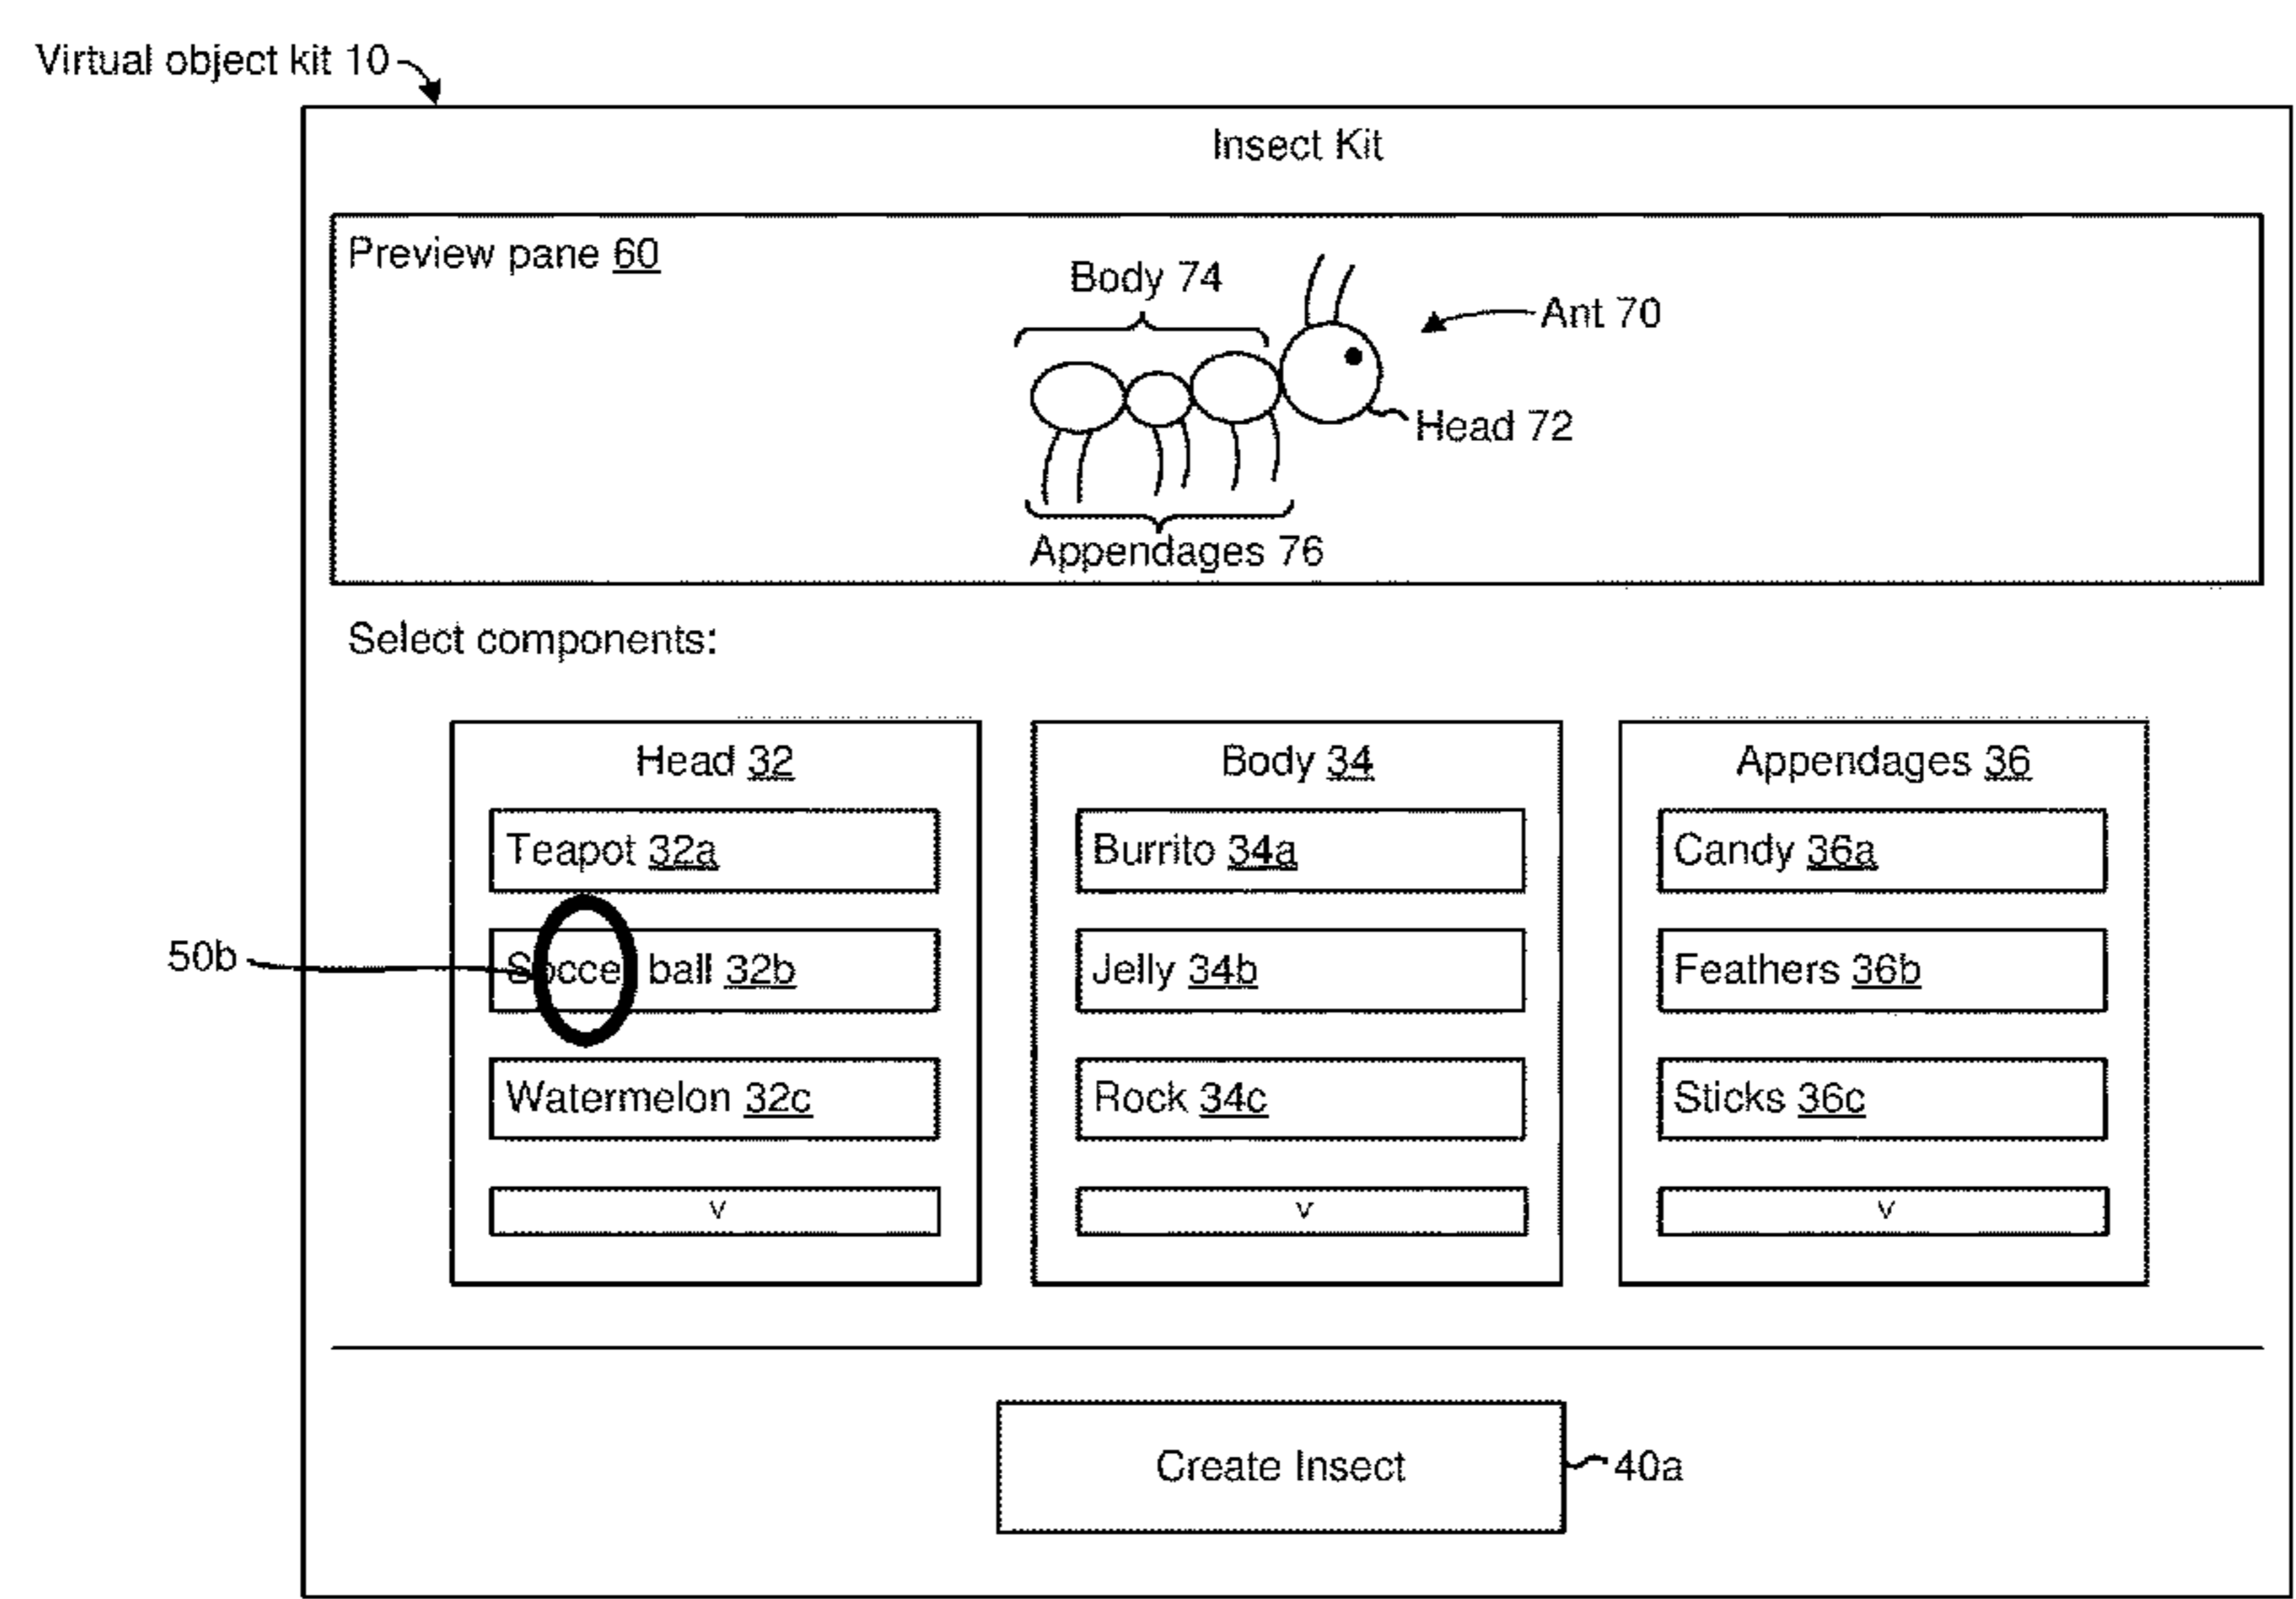 Virtual object kit 10
Insect Kit
Preview pane 60
Body 74
Ant 70
Head 72
Appendages 76
Select components:
Head 32
Teapot 32a
Soccer ball 32b
Watermelon 32c
v
Body 34
Burrito 34a
Jelly 34b
Rock 34c
v
Appendages 36
Candy 36a
Feathers 36b
Sticks 36c
v
50b
Create Insect
40a